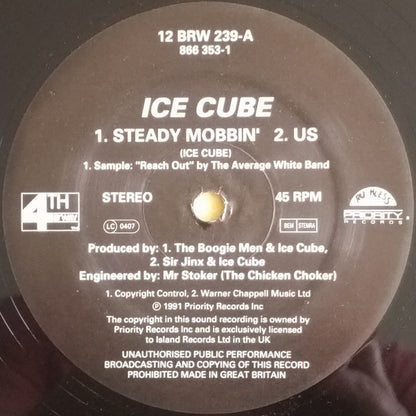 12 BRW 239-A
866 353-1
ICE CUBE
1. STEADY MOBBIN' 2. US
(ICE CUBE)
1. Sample: "Reach Out" by The Average White Band
4TH
B'WAY
STEREO
45 RPM
LC 0407
BIEM STEMRA
RUTHLESS
PRIORITY
RECORDS
Produced by: 1. The Boogie Men & Ice Cube,
2. Sir Jinx & Ice Cube
Engineered by: Mr Stoker (The Chicken Choker)
1. Copyright Control, 2. Warner Chappell Music Ltd
℗ 1991 Priority Records Inc
The copyright in this sound recording is owned by
Priority Records Inc and is exclusively licensed
to Island Records Ltd in the UK
UNAUTHORISED PUBLIC PERFORMANCE
BROADCASTING AND COPYING OF THIS RECORD
PROHIBITED MADE IN GREAT BRITAIN